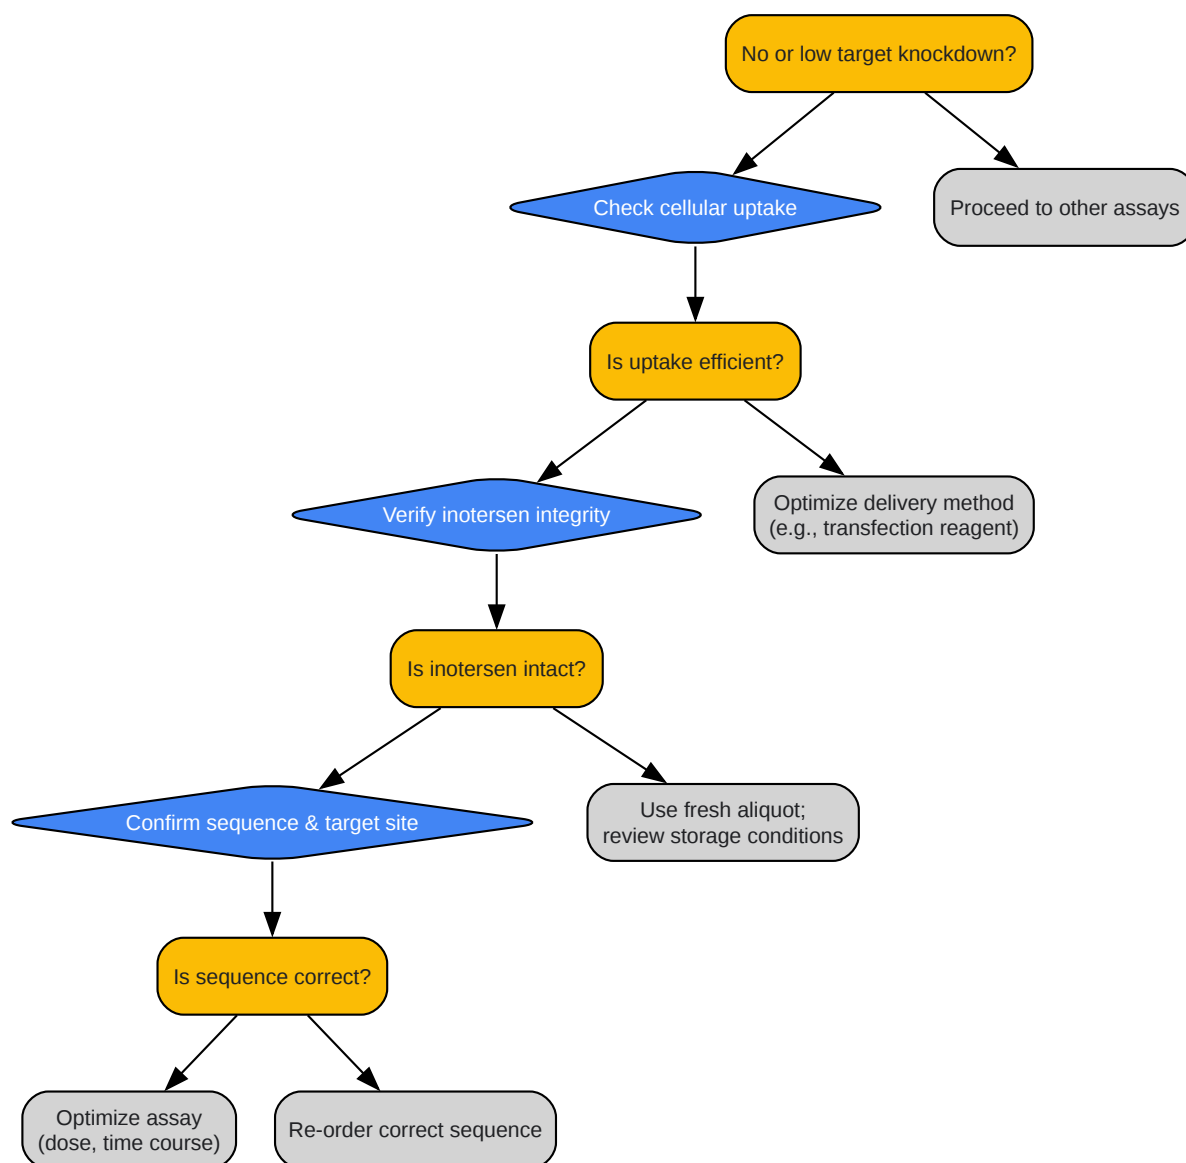 No or low target knockdown?
Check cellular uptake
Proceed to other assays
Is uptake efficient?
Verify inotersen integrity
Optimize delivery method
(e.g., transfection reagent)
Is inotersen intact?
Confirm sequence & target site
Use fresh aliquot;
review storage conditions
Is sequence correct?
Optimize assay
(dose, time course)
Re-order correct sequence